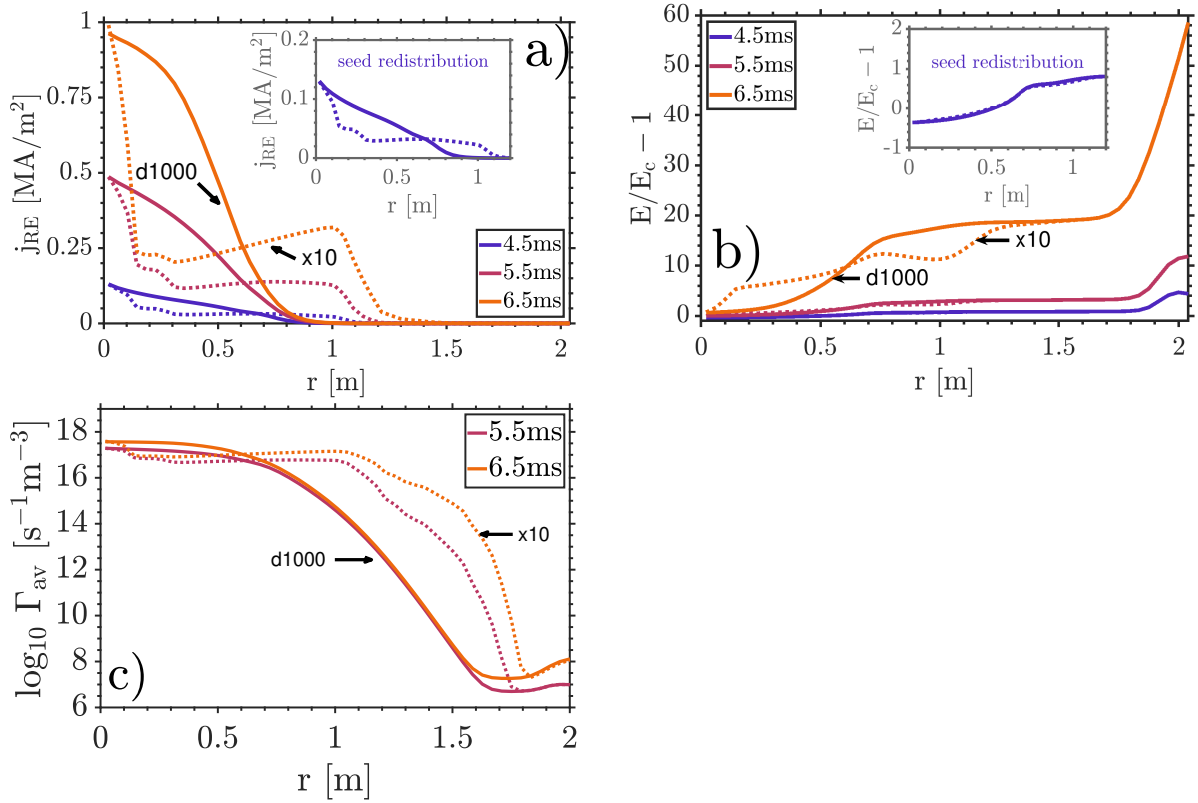 a)
j_RE [MA/m²]
1
0.75
0.5
0.25
0
0
0.5
1
1.5
2
r [m]
d1000
x10
4.5ms
5.5ms
6.5ms
seed redistribution
j_RE [MA/m²]
0.2
0.1
0
0
0.5
1
r [m]
b)
E/E_c − 1
60
50
40
30
20
10
0
0
0.5
1
1.5
2
r [m]
4.5ms
5.5ms
6.5ms
x10
d1000
seed redistribution
E/E_c − 1
2
1
0
-1
0
0.5
1
r [m]
c)
log₁₀ Γ_av [s⁻¹m⁻³]
18
16
14
12
10
8
6
0
0.5
1
1.5
2
r [m]
5.5ms
6.5ms
x10
d1000